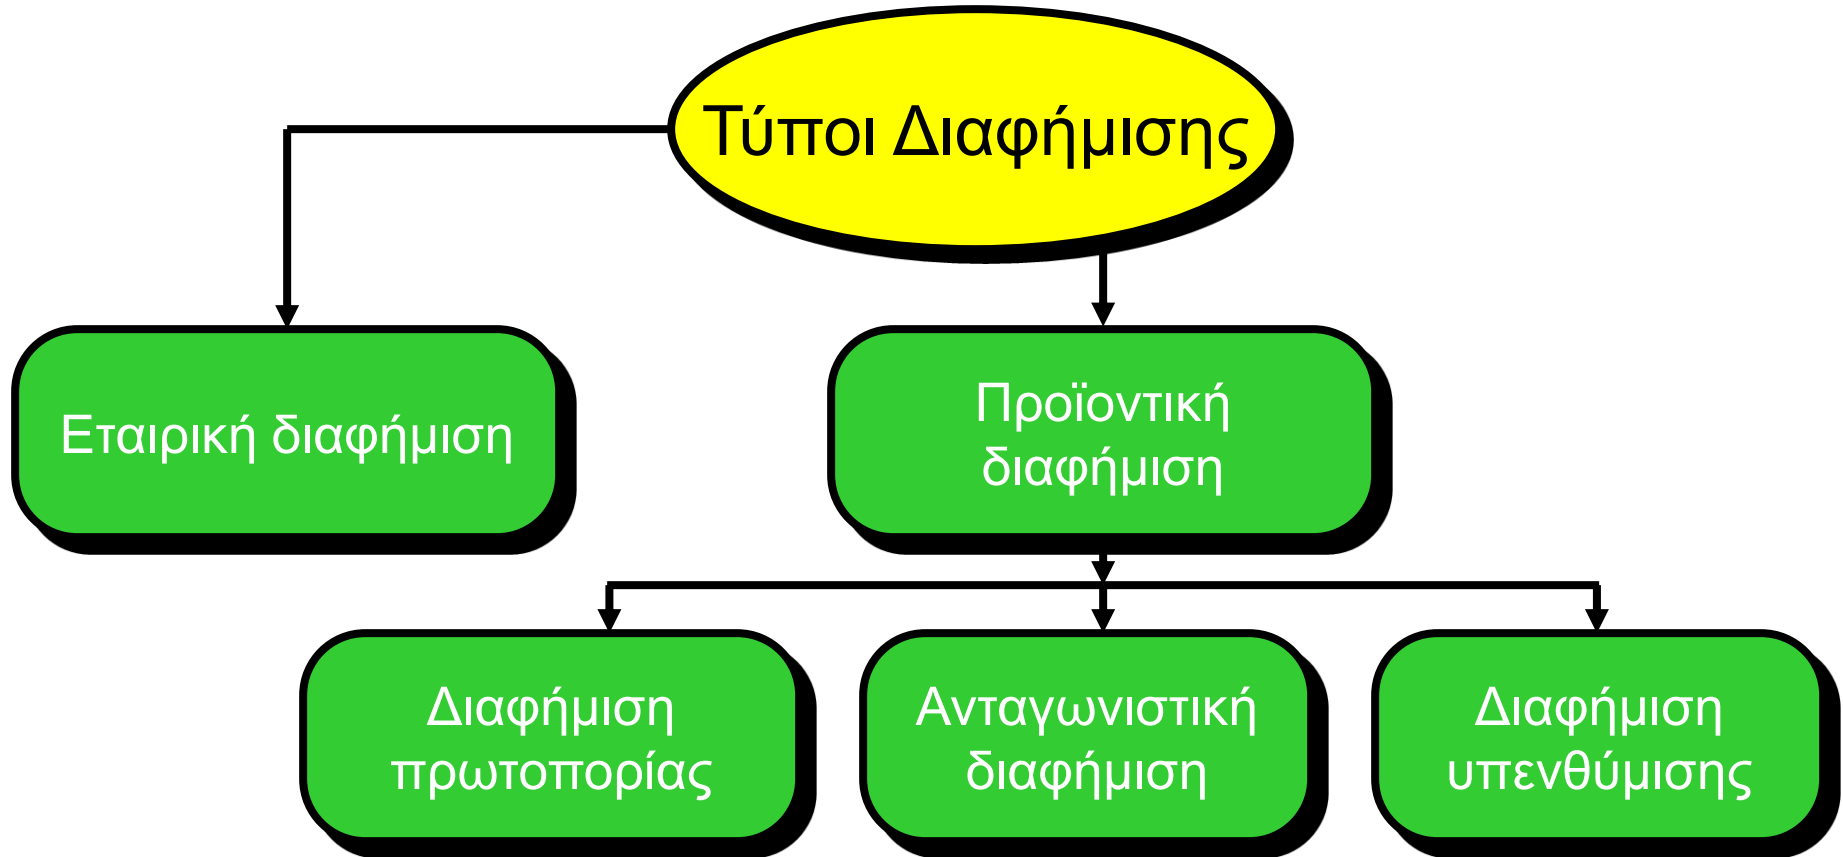 Τύποι Διαφήμισης
Εταιρική διαφήμιση
Προϊοντική
διαφήμιση
Διαφήμιση
πρωτοπορίας
Ανταγωνιστική
διαφήμιση
Διαφήμιση
υπενθύμισης